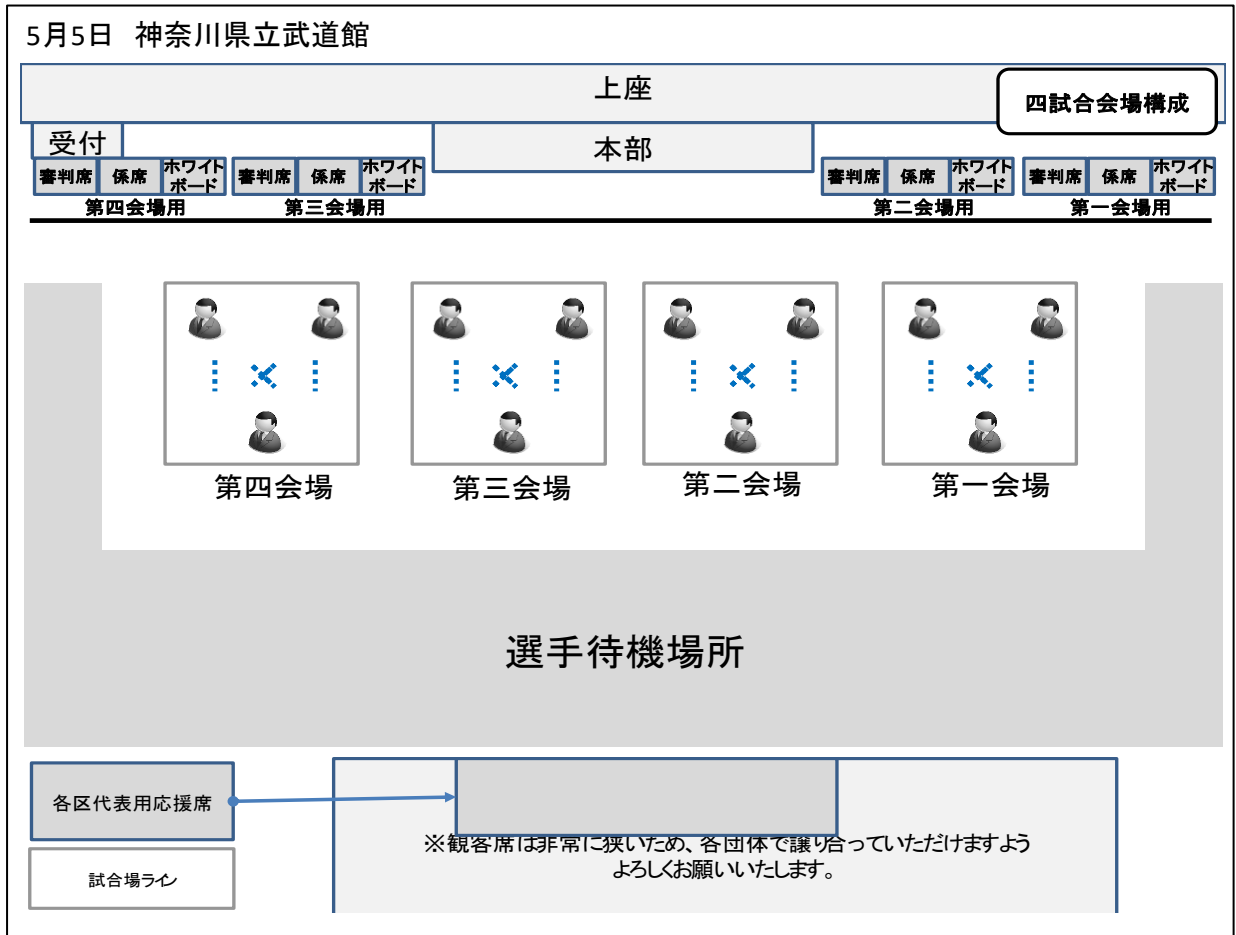 5月5日 神奈川県立武道館
上座
四試合会場構成
受付
本部
審判席 係席 ホワイト
ボード
審判席 係席 ホワイト
ボード
審判席 係席 ホワイト
ボード
審判席 係席 ホワイト
ボード
第四会場用
第三会場用
第二会場用
第一会場用
第四会場
第三会場
第二会場
第一会場
選手待機場所
各区代表用応援席
※観客席は非常に狭いため、各団体で譲り合っていただけますよう
よろしくお願いいたします。
試合場ライン